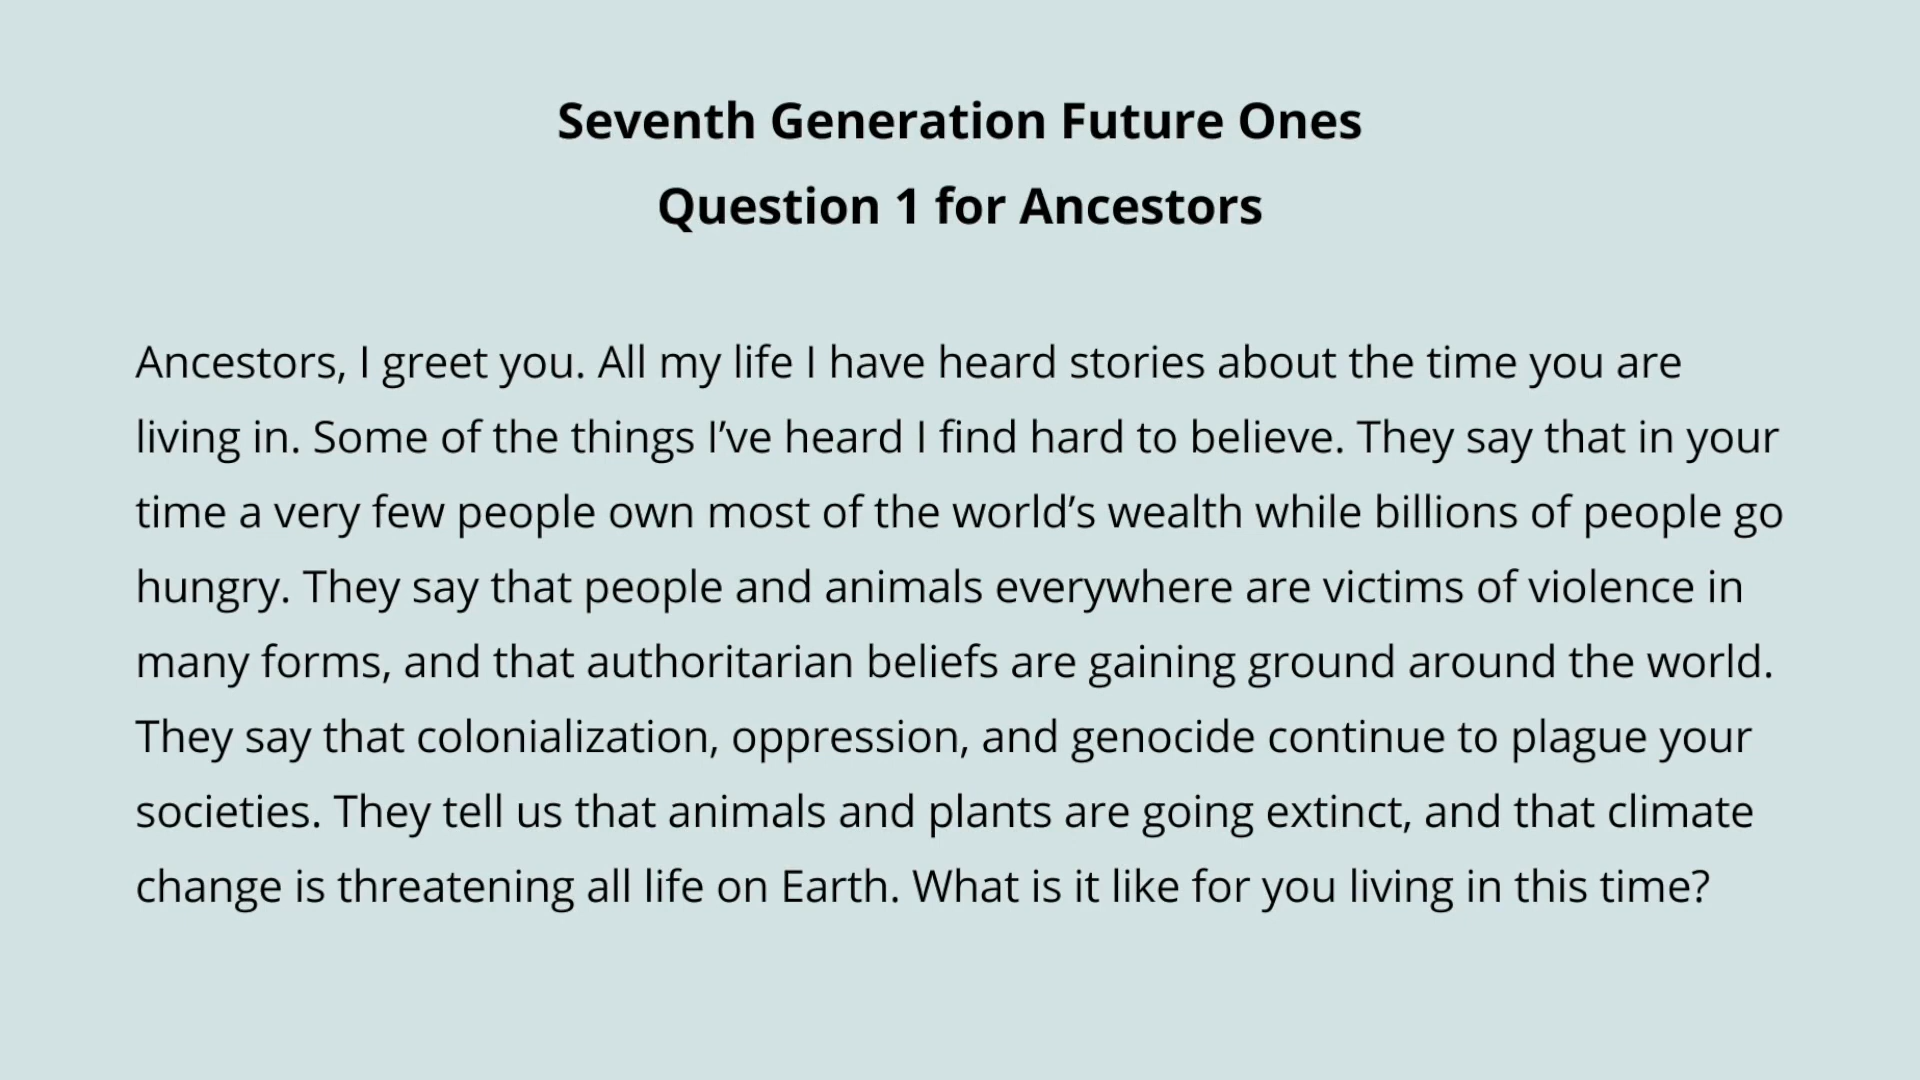 Seventh Generation Future Ones
Question 1 for Ancestors
Ancestors, I greet you. All my life I have heard stories about the time you are
living in. Some of the things I’ve heard I find hard to believe. They say that in your
time a very few people own most of the world’s wealth while billions of people go
hungry. They say that people and animals everywhere are victims of violence in
many forms, and that authoritarian beliefs are gaining ground around the world.
They say that colonialization, oppression, and genocide continue to plague your
societies. They tell us that animals and plants are going extinct, and that climate
change is threatening all life on Earth. What is it like for you living in this time?